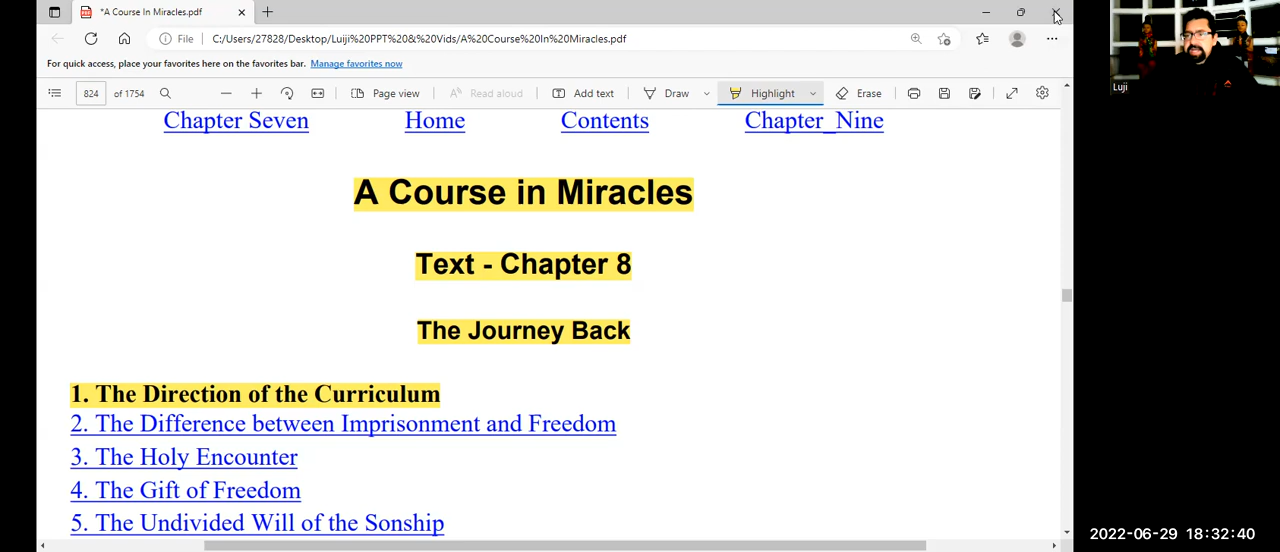 *A Course In Miracles.pdf
File C:/Users/27828/Desktop/Luiji%20PPT%20&%20Vids/A%20Course%20In%20Miracles.pdf
For quick access, place your favorites here on the favorites bar. Manage favorites now
824 of 1754 Page view Read aloud Add text Draw Highlight Erase
Chapter Seven Home Contents Chapter_Nine
A Course in Miracles
Text - Chapter 8
The Journey Back
1. The Direction of the Curriculum
2. The Difference between Imprisonment and Freedom
3. The Holy Encounter
4. The Gift of Freedom
5. The Undivided Will of the Sonship
Luji
2022-06-29 18:32:40